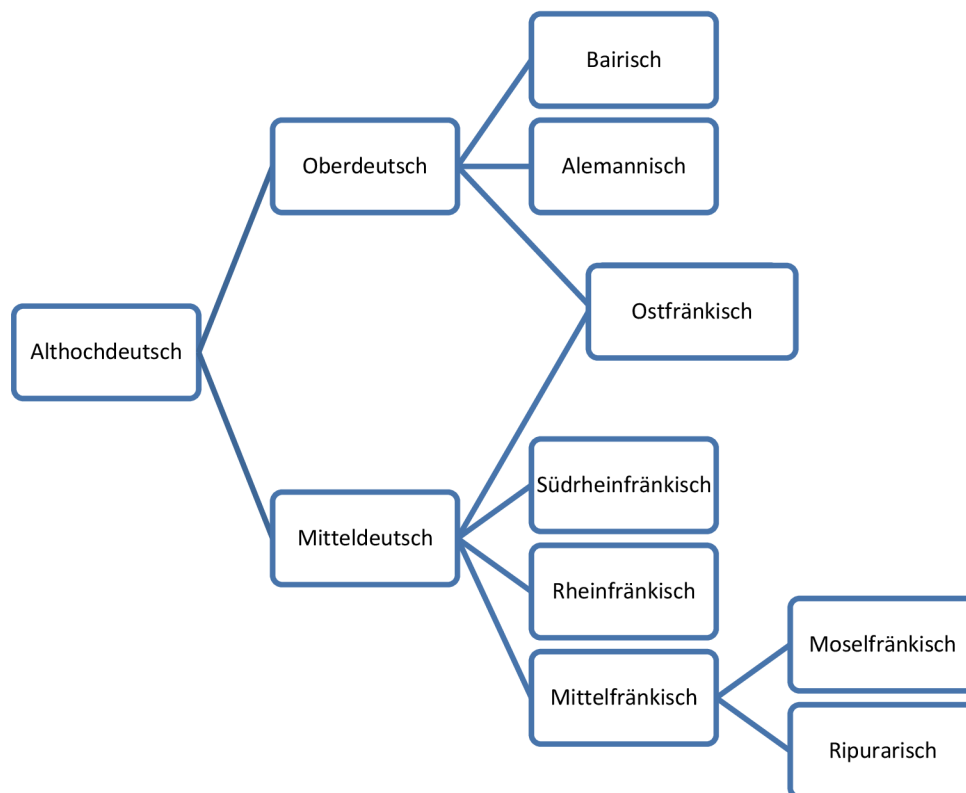 Bairisch
Oberdeutsch
Alemannisch
Ostfränkisch
Althochdeutsch
Südrheinfränkisch
Mitteldeutsch
Rheinfränkisch
Moselfränkisch
Mittelfränkisch
Ripurarisch